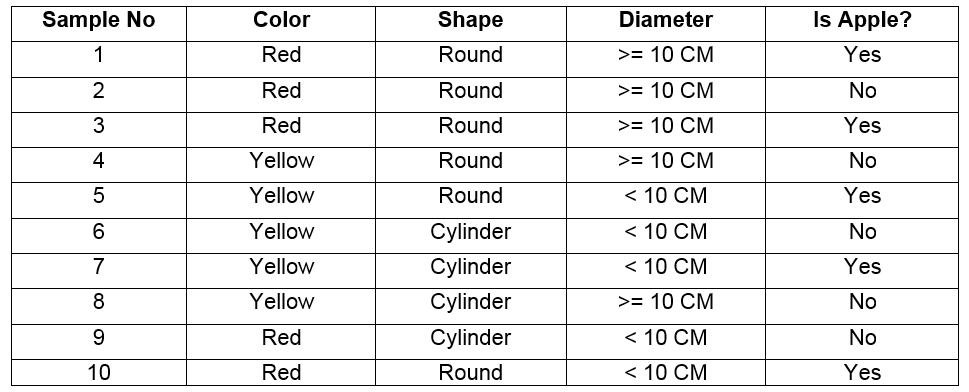 Sample No Color Shape Diameter Is Apple?
1 Red Round >= 10 CM Yes
2 Red Round >= 10 CM No
3 Red Round >= 10 CM Yes
4 Yellow Round >= 10 CM No
5 Yellow Round < 10 CM Yes
6 Yellow Cylinder < 10 CM No
7 Yellow Cylinder < 10 CM Yes
8 Yellow Cylinder >= 10 CM No
9 Red Cylinder < 10 CM No
10 Red Round < 10 CM Yes